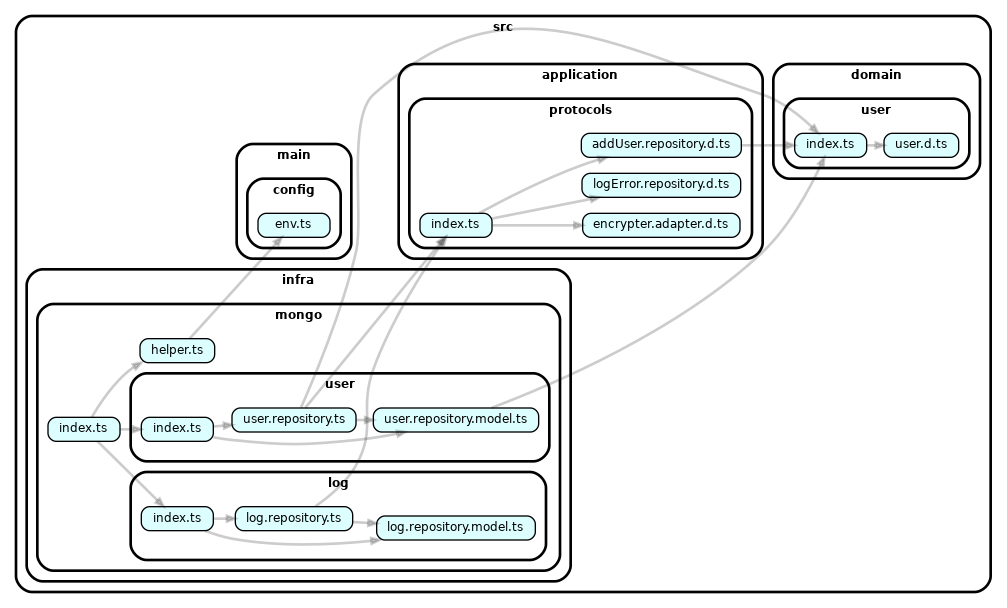 src
application
domain
protocols
user
addUser.repository.d.ts
index.ts
user.d.ts
main
config
logError.repository.d.ts
env.ts
index.ts
encrypter.adapter.d.ts
infra
mongo
helper.ts
user
index.ts
index.ts
user.repository.ts
user.repository.model.ts
log
index.ts
log.repository.ts
log.repository.model.ts